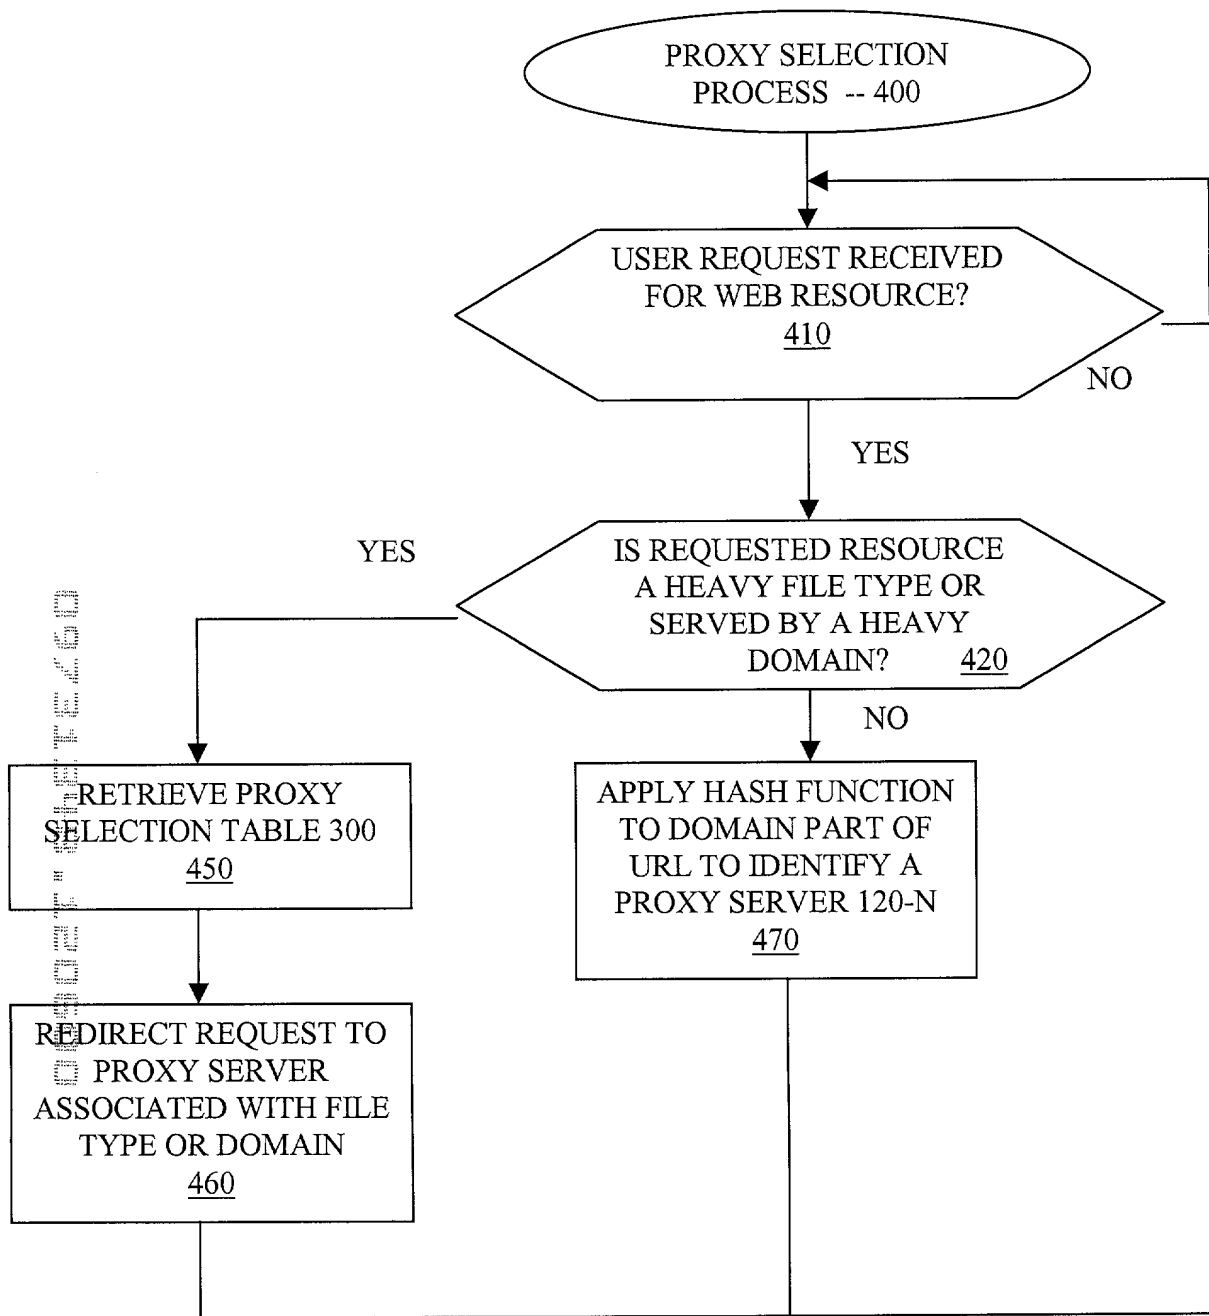 PROXY SELECTION
PROCESS -- 400
USER REQUEST RECEIVED
FOR WEB RESOURCE?
410
NO
YES
YES
IS REQUESTED RESOURCE
A HEAVY FILE TYPE OR
SERVED BY A HEAVY
DOMAIN? 420
NO
RETRIEVE PROXY
SELECTION TABLE 300
450
APPLY HASH FUNCTION
TO DOMAIN PART OF
URL TO IDENTIFY A
PROXY SERVER 120-N
470
REDIRECT REQUEST TO
PROXY SERVER
ASSOCIATED WITH FILE
TYPE OR DOMAIN
460